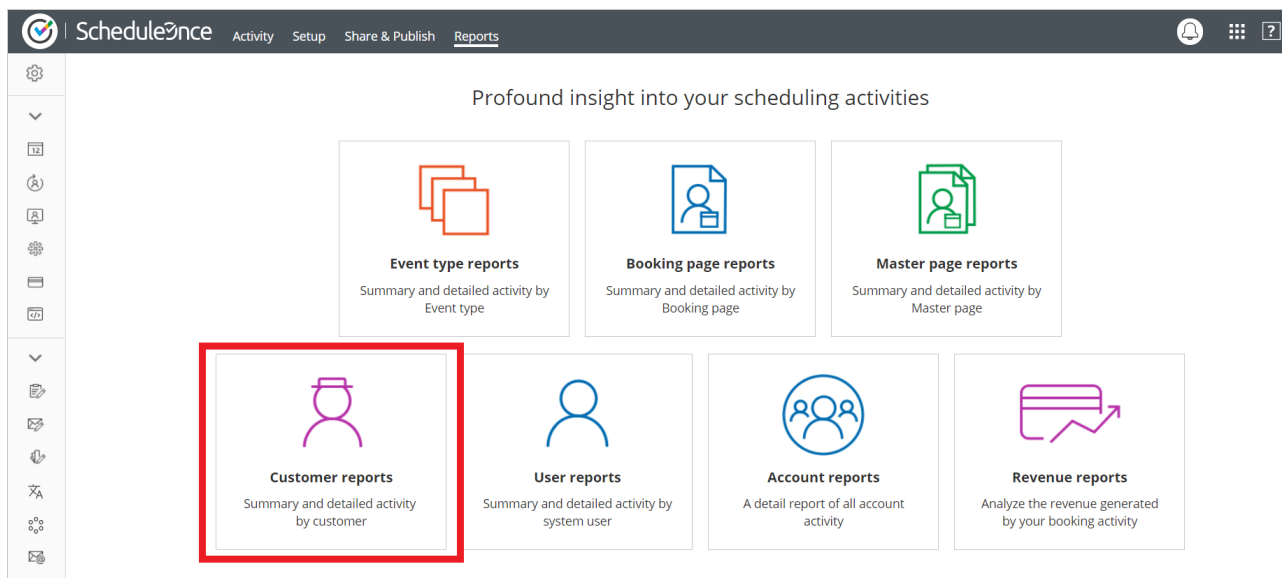 ScheduleOnce Activity Setup Share & Publish Reports ?
Profound insight into your scheduling activities
12
Event type reports
Summary and detailed activity by
Event type
Booking page reports
Summary and detailed activity by
Booking page
Master page reports
Summary and detailed activity by
Master page
Customer reports
Summary and detailed activity
by customer
User reports
Summary and detailed activity by
system user
Account reports
A detail report of all account
activity
Revenue reports
Analyze the revenue generated
by your booking activity
文A